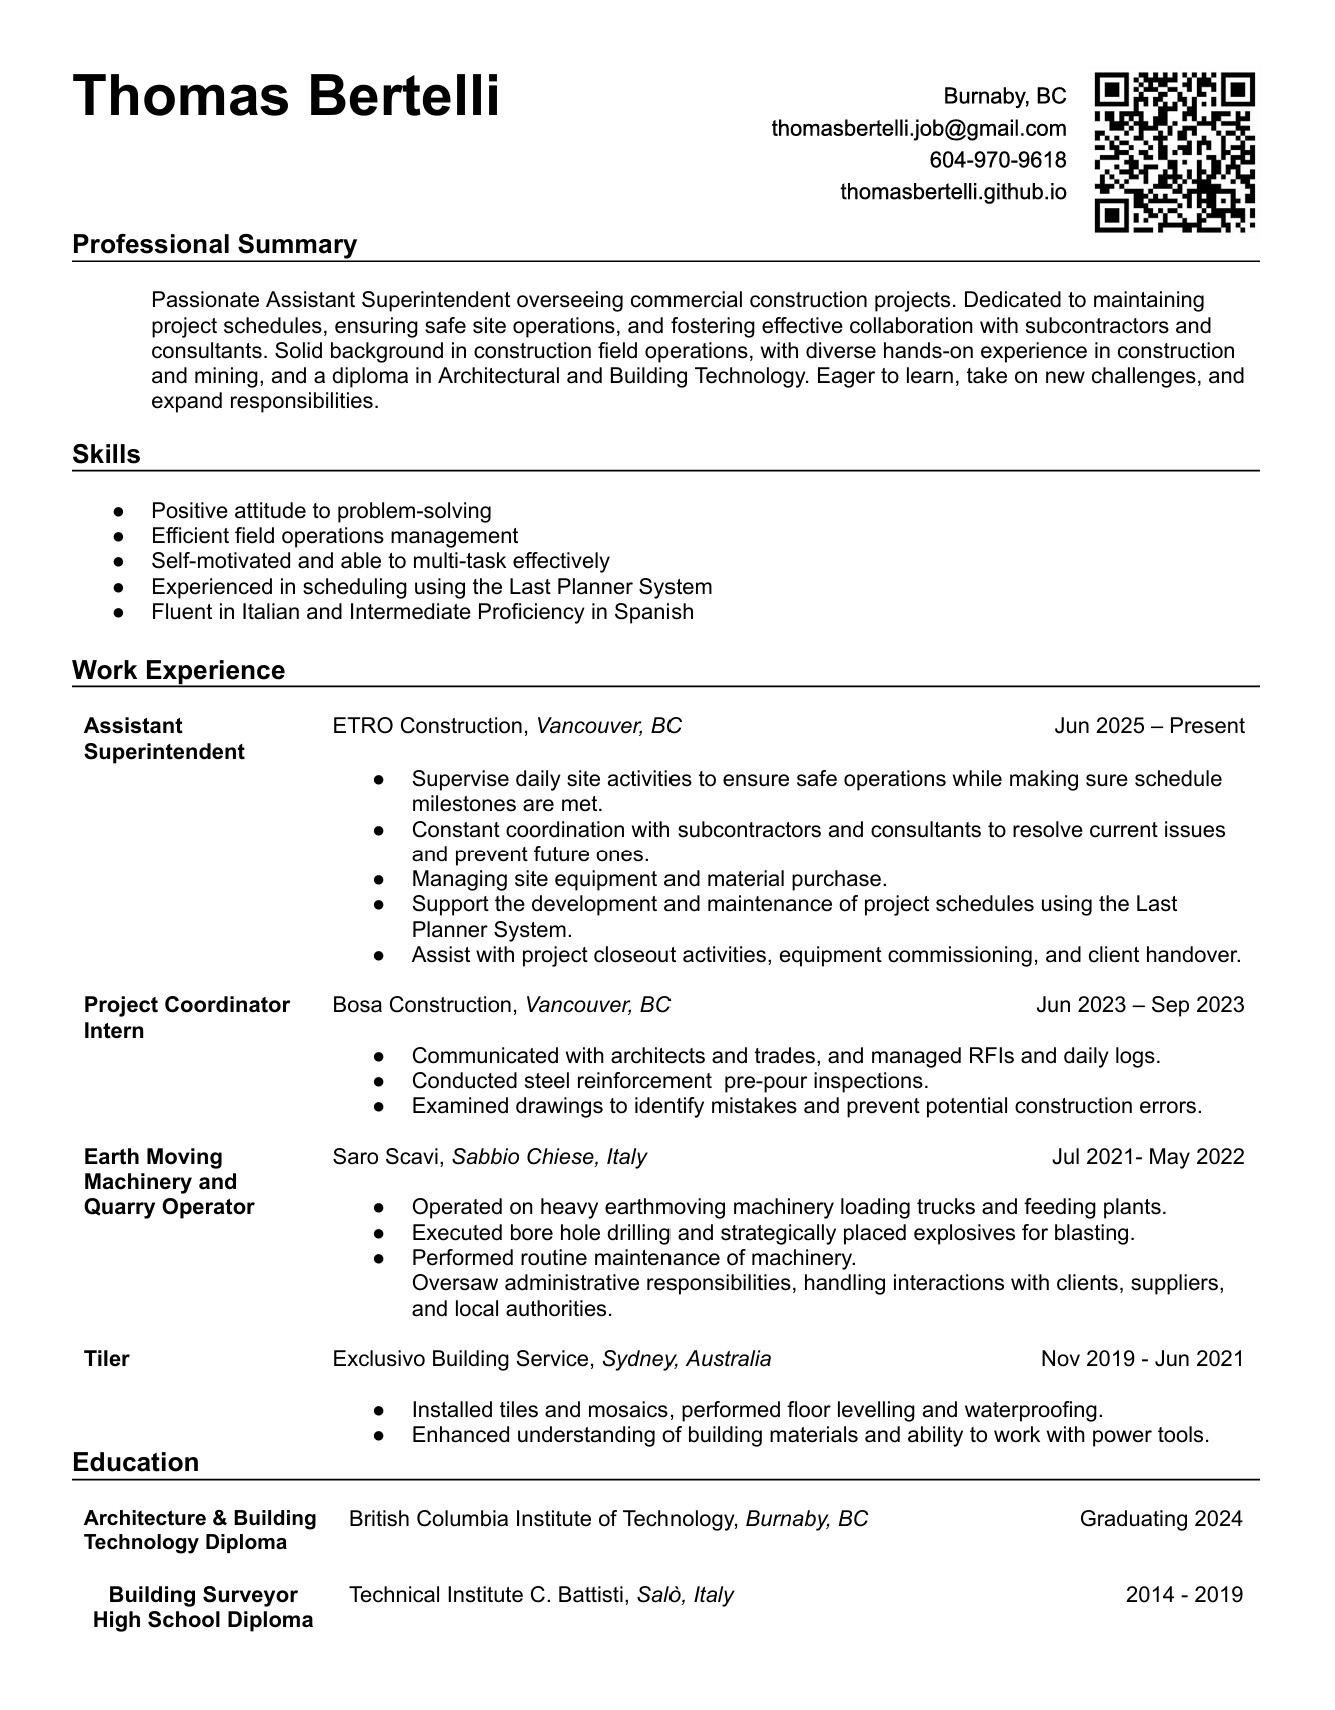 Thomas Bertelli
Burnaby, BC
thomasbertelli.job@gmail.com
604-970-9618
thomasbertelli.github.io
Professional Summary
Passionate Assistant Superintendent overseeing commercial construction projects. Dedicated to maintaining
project schedules, ensuring safe site operations, and fostering effective collaboration with subcontractors and
consultants. Solid background in construction field operations, with diverse hands-on experience in construction
and mining, and a diploma in Architectural and Building Technology. Eager to learn, take on new challenges, and
expand responsibilities.
Skills
● Positive attitude to problem-solving
● Efficient field operations management
● Self-motivated and able to multi-task effectively
● Experienced in scheduling using the Last Planner System
● Fluent in Italian and Intermediate Proficiency in Spanish
Work Experience
Assistant
Superintendent
ETRO Construction, Vancouver, BC
Jun 2025 – Present
● Supervise daily site activities to ensure safe operations while making sure schedule
milestones are met.
● Constant coordination with subcontractors and consultants to resolve current issues
and prevent future ones.
● Managing site equipment and material purchase.
● Support the development and maintenance of project schedules using the Last
Planner System.
● Assist with project closeout activities, equipment commissioning, and client handover.
Project Coordinator
Intern
Bosa Construction, Vancouver, BC
Jun 2023 – Sep 2023
● Communicated with architects and trades, and managed RFIs and daily logs.
● Conducted steel reinforcement  pre-pour inspections.
● Examined drawings to identify mistakes and prevent potential construction errors.
Earth Moving
Machinery and
Quarry Operator
Saro Scavi, Sabbio Chiese, Italy
Jul 2021- May 2022
● Operated on heavy earthmoving machinery loading trucks and feeding plants.
● Executed bore hole drilling and strategically placed explosives for blasting.
● Performed routine maintenance of machinery.
Oversaw administrative responsibilities, handling interactions with clients, suppliers,
and local authorities.
Tiler
Exclusivo Building Service, Sydney, Australia
Nov 2019 - Jun 2021
● Installed tiles and mosaics, performed floor levelling and waterproofing.
● Enhanced understanding of building materials and ability to work with power tools.
Education
Architecture & Building
Technology Diploma
British Columbia Institute of Technology, Burnaby, BC
Graduating 2024
Building Surveyor
High School Diploma
Technical Institute C. Battisti, Salò, Italy
2014 - 2019